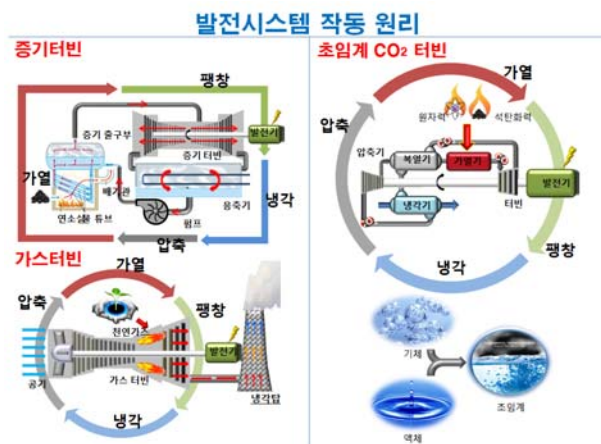 발전시스템 작동 원리
증기터빈
팽창
증기 출구부
발전기
증기 터빈
가열
배기관
연소실
튜브
응축기
펌프
냉각
압축
가스터빈
가열
압축
팽창
천연가스
발전기
공기
가스 터빈
냉각탑
냉각
초임계 CO₂ 터빈
가열
원자력
석탄화력
압축
압축기
복열기
가열기
발전기
터빈
냉각기
팽창
냉각
기체
초임계
액체